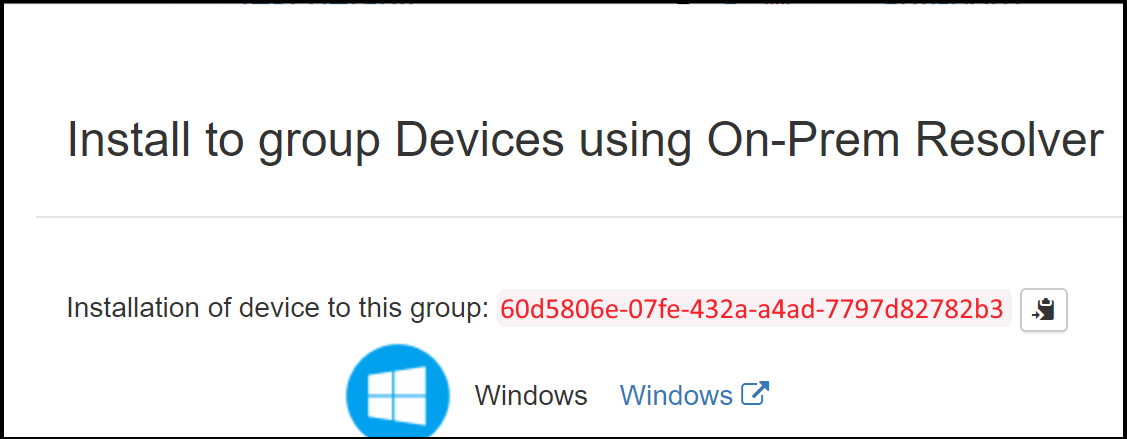 Install to group Devices using On-Prem Resolver
Installation of device to this group: 60d5806e-07fe-432a-a4ad-7797d82782b3
Windows Windows